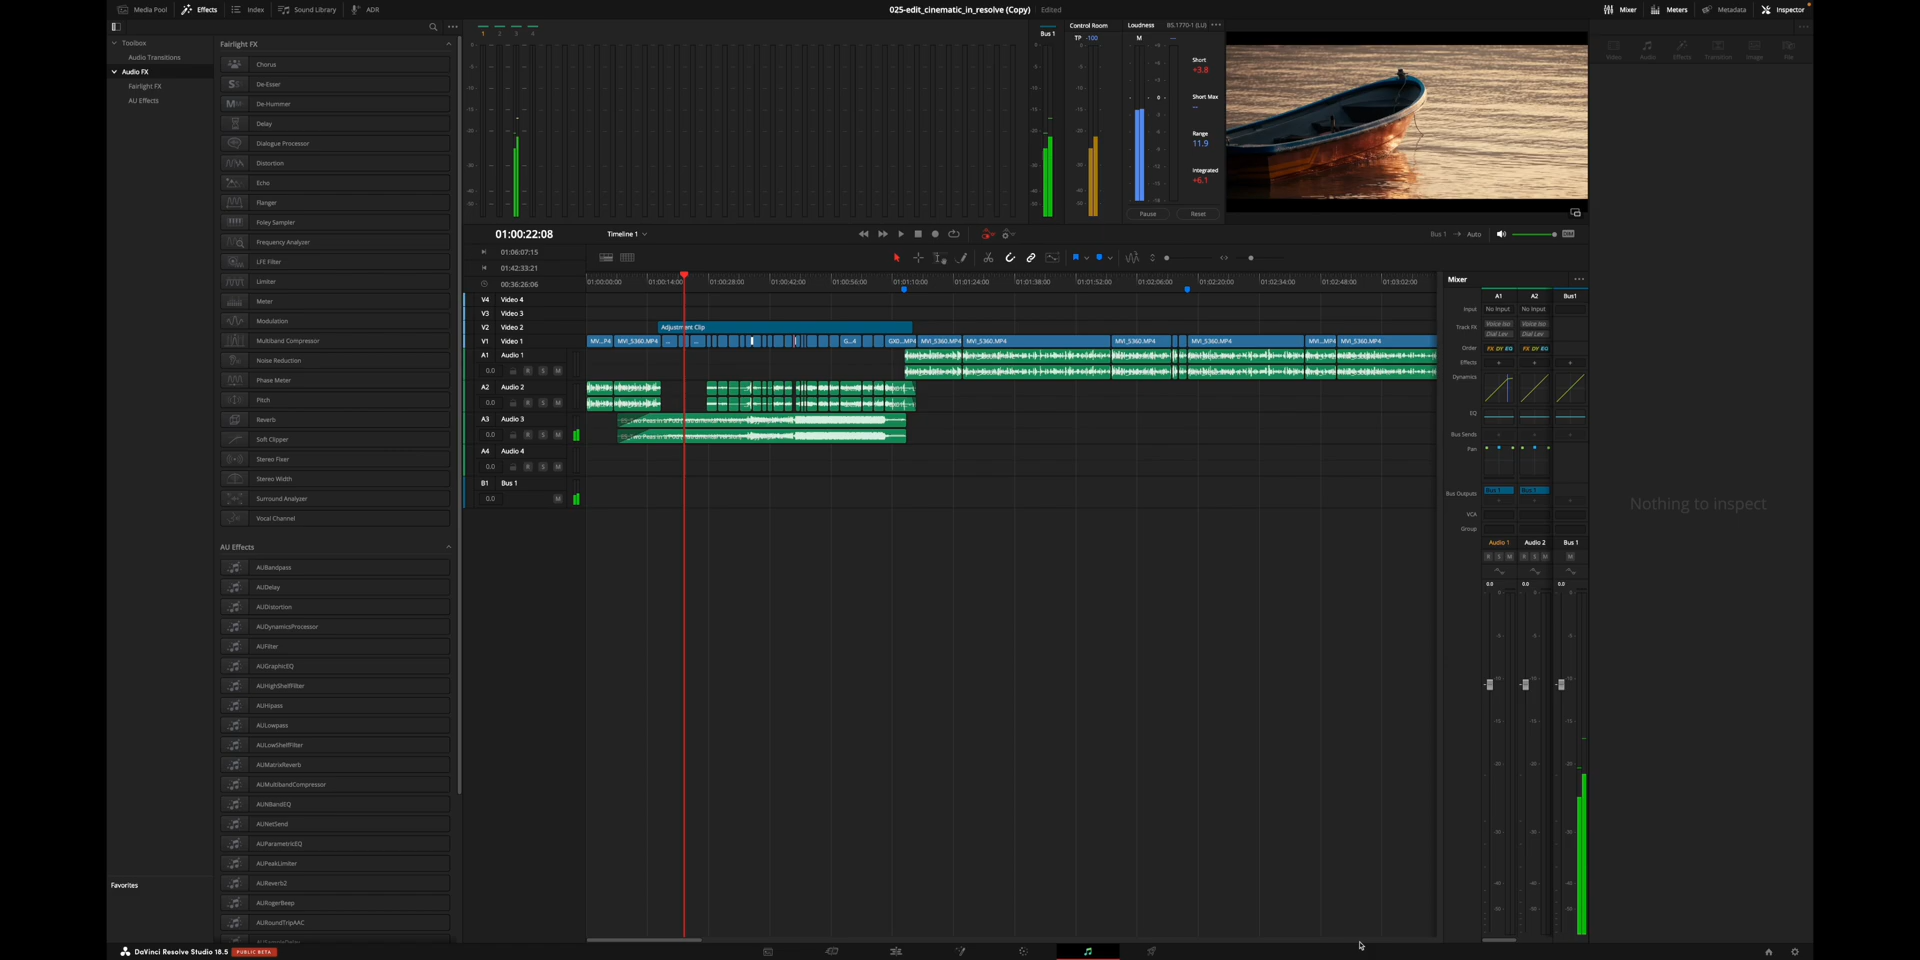 Media Pool
Effects
Index
Sound Library
ADR
025-edit_cinematic_in_resolve (Copy)
Edited
Mixer
Meters
Metadata
Inspector
Toolbox
Audio Transitions
Audio FX
Fairlight FX
AU Effects
Fairlight FX
Chorus
De-Esser
De-Hummer
Delay
Dialogue Processor
Distortion
Echo
Flanger
Foley Sampler
Frequency Analyzer
LFE Filter
Limiter
Meter
Modulation
Multiband Compressor
Noise Reduction
Phase Meter
Pitch
Reverb
Soft Clipper
Stereo Fixer
Stereo Width
Surround Analyzer
Vocal Channel
AU Effects
AUBandpass
AUDelay
AUDistortion
AUDynamicsProcessor
AUFilter
AUGraphicEQ
AUHighShelfFilter
AUHipass
AULowpass
AULowShelfFilter
AUMatrixReverb
AUMultibandCompressor
AUNBandEQ
AUNetSend
AUParametricEQ
AUPeakLimiter
AUReverb2
AURogerBeep
AURoundTripAAC
Favorites
1 2 3 4
Bus 1
Control Room
TP -100
Loudness
BS.1770-1 (LU)
M
Short
+3.8
Short Max
--
Range
11.9
Integrated
+6.1
Pause
Reset
Video
Audio
Effects
Transition
Image
File
01:00:22:08
Timeline 1
Bus 1
Auto
DIM
01:06:07:15
01:42:33:21
00:36:26:06
01:00:00:00
01:00:14:00
01:00:28:00
01:00:42:00
01:00:56:00
01:01:10:00
01:01:24:00
01:01:38:00
01:01:52:00
01:02:06:00
01:02:20:00
01:02:34:00
01:02:48:00
01:03:02:00
V4 Video 4
V3 Video 3
V2 Video 2
Adjustment Clip
V1 Video 1
MV...P4
MVI_5360.MP4
G...4
GX0...MP4
MVI_5360.MP4
MVI_5360.MP4
MVI_5360.MP4
MVI_5360.MP4
MVI...MP4
MVI_5360.MP4
A1 Audio 1
0.0 R S M
A2 Audio 2
0.0 R S M
A3 Audio 3
0.0 R S M
A4 Audio 4
0.0 R S M
B1 Bus 1
0.0 M
Mixer
A1 A2 Bus1
Input No Input No Input
Track FX Voice Iso Voice Iso
Dialog Lev Dialog Lev
Order FX DY EQ FX DY EQ
Effects
Dynamics
EQ
Bus Sends
Pan
Bus Outputs Bus 1 Bus 1
VCA
Group
Audio 1 Audio 2 Bus 1
R S M R S M M
0.0 0.0 0.0
Nothing to inspect
DaVinci Resolve Studio 18.5
PUBLIC BETA